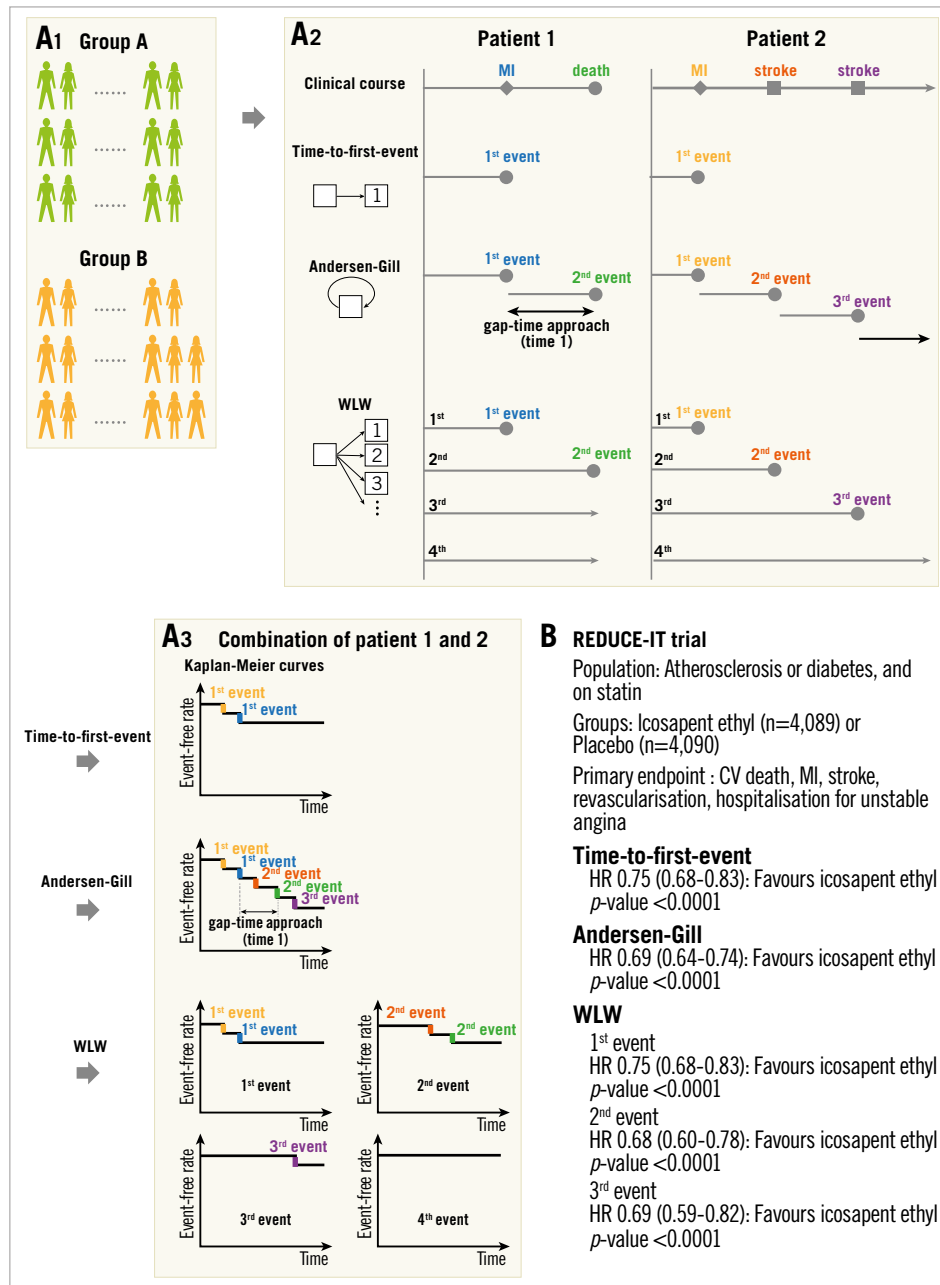 A1 Group A
......
......
......
Group B
......
......
......
A2 Patient 1 Patient 2
Clinical course
MI death
MI stroke stroke
Time-to-first-event
1
1st event
1st event
Andersen-Gill
1st event
2nd event
gap-time approach
(time 1)
1st event
2nd event
3rd event
WLW
1
2
3
⋮
1st
1st event
2nd
2nd event
3rd
4th
1st
1st event
2nd
2nd event
3rd
3rd event
4th
A3 Combination of patient 1 and 2
Kaplan-Meier curves
Time-to-first-event
Event-free rate
1st event
1st event
Time
Andersen-Gill
Event-free rate
1st event
1st event
2nd event
2nd event
3rd event
gap-time approach
(time 1)
Time
WLW
Event-free rate
1st event
1st event
1st event
Time
Event-free rate
2nd event
2nd event
2nd event
Time
Event-free rate
3rd event
3rd event
Time
Event-free rate
4th event
Time
B REDUCE-IT trial
Population: Atherosclerosis or diabetes, and
on statin
Groups: Icosapent ethyl (n=4,089) or
Placebo (n=4,090)
Primary endpoint : CV death, MI, stroke,
revascularisation, hospitalisation for unstable
angina
Time-to-first-event
HR 0.75 (0.68-0.83): Favours icosapent ethyl
p-value <0.0001
Andersen-Gill
HR 0.69 (0.64-0.74): Favours icosapent ethyl
p-value <0.0001
WLW
1st event
HR 0.75 (0.68-0.83): Favours icosapent ethyl
p-value <0.0001
2nd event
HR 0.68 (0.60-0.78): Favours icosapent ethyl
p-value <0.0001
3rd event
HR 0.69 (0.59-0.82): Favours icosapent ethyl
p-value <0.0001